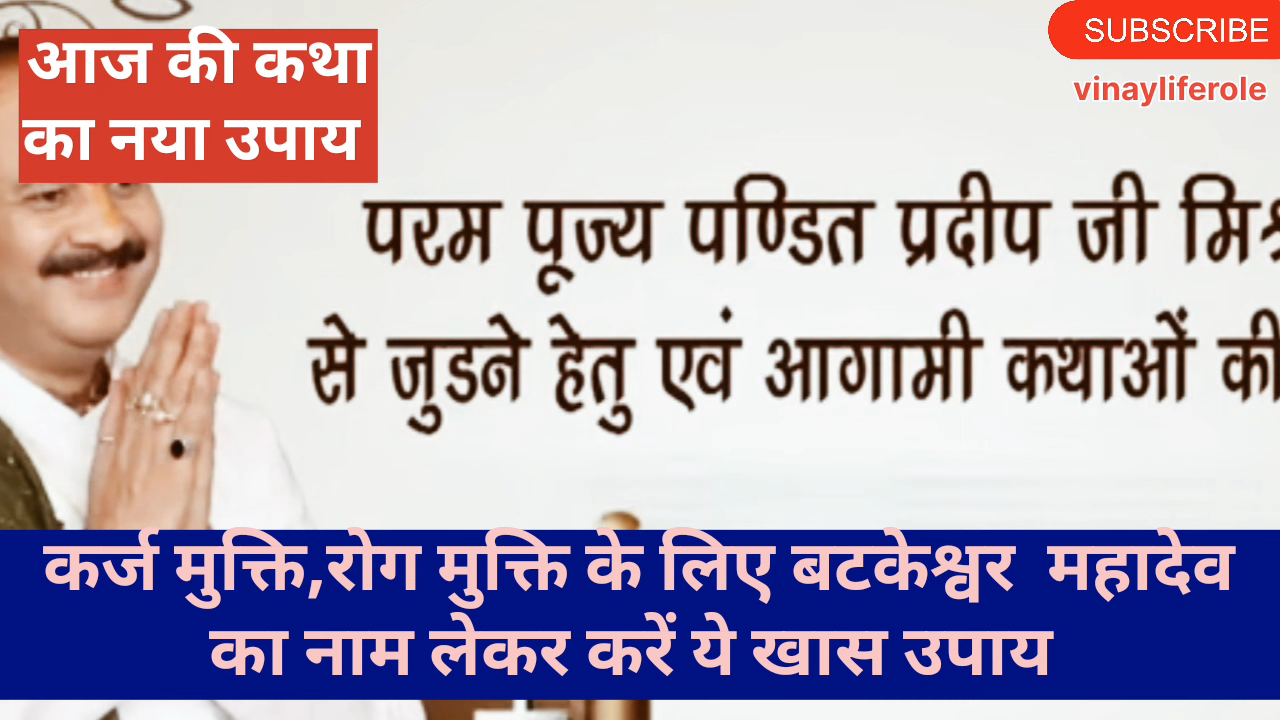 आज की कथा
का नया उपाय
SUBSCRIBE
vinayliferole
परम पूज्य पण्डित प्रदीप जी
से जुडने हेतु एवं आगामी कथाओं की
कर्ज मुक्ति,रोग मुक्ति के लिए बटकेश्वर महादेव
का नाम लेकर करें ये खास उपाय